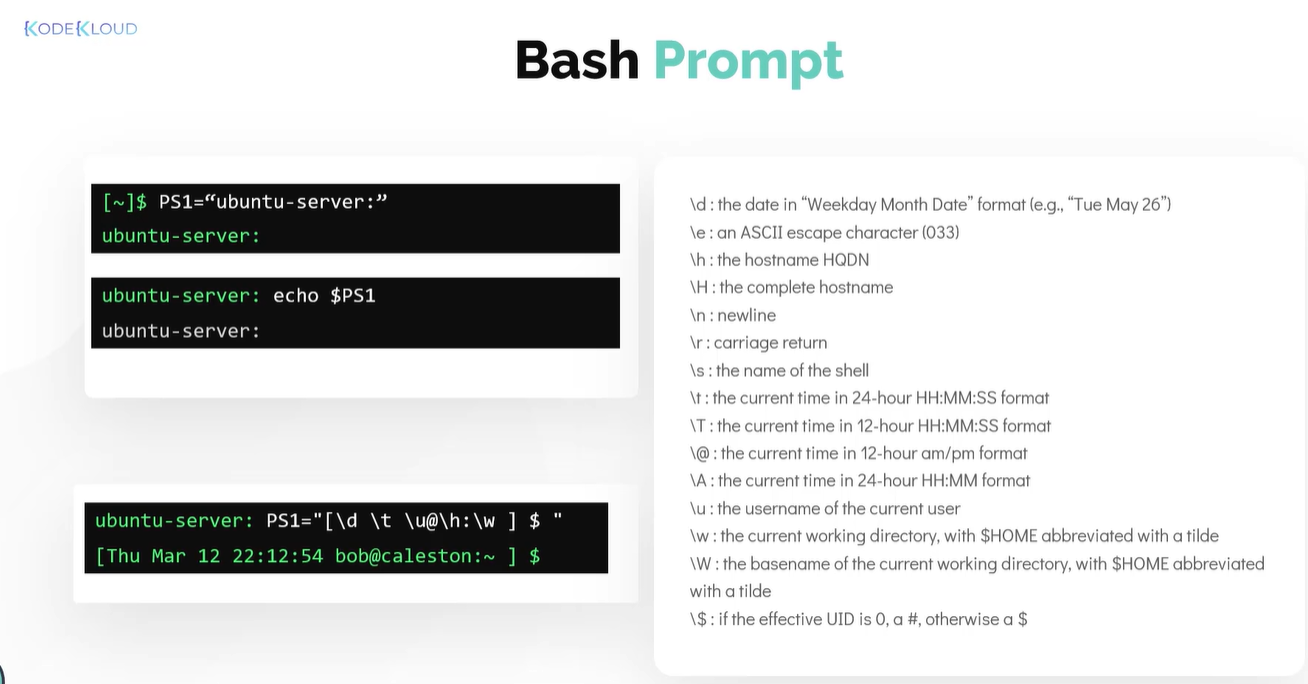 KODEKLOUD
Bash Prompt
[~]$ PS1=“ubuntu-server:”
ubuntu-server:
ubuntu-server: echo $PS1
ubuntu-server:
ubuntu-server: PS1="[\d \t \u@\h:\w ] $ "
[Thu Mar 12 22:12:54 bob@caleston:~ ] $
\d : the date in “Weekday Month Date” format (e.g., “Tue May 26”)
\e : an ASCII escape character (033)
\h : the hostname HQDN
\H : the complete hostname
\n : newline
\r : carriage return
\s : the name of the shell
\t : the current time in 24-hour HH:MM:SS format
\T : the current time in 12-hour HH:MM:SS format
\@ : the current time in 12-hour am/pm format
\A : the current time in 24-hour HH:MM format
\u : the username of the current user
\w : the current working directory, with $HOME abbreviated with a tilde
\W : the basename of the current working directory, with $HOME abbreviated
with a tilde
\$ : if the effective UID is 0, a #, otherwise a $